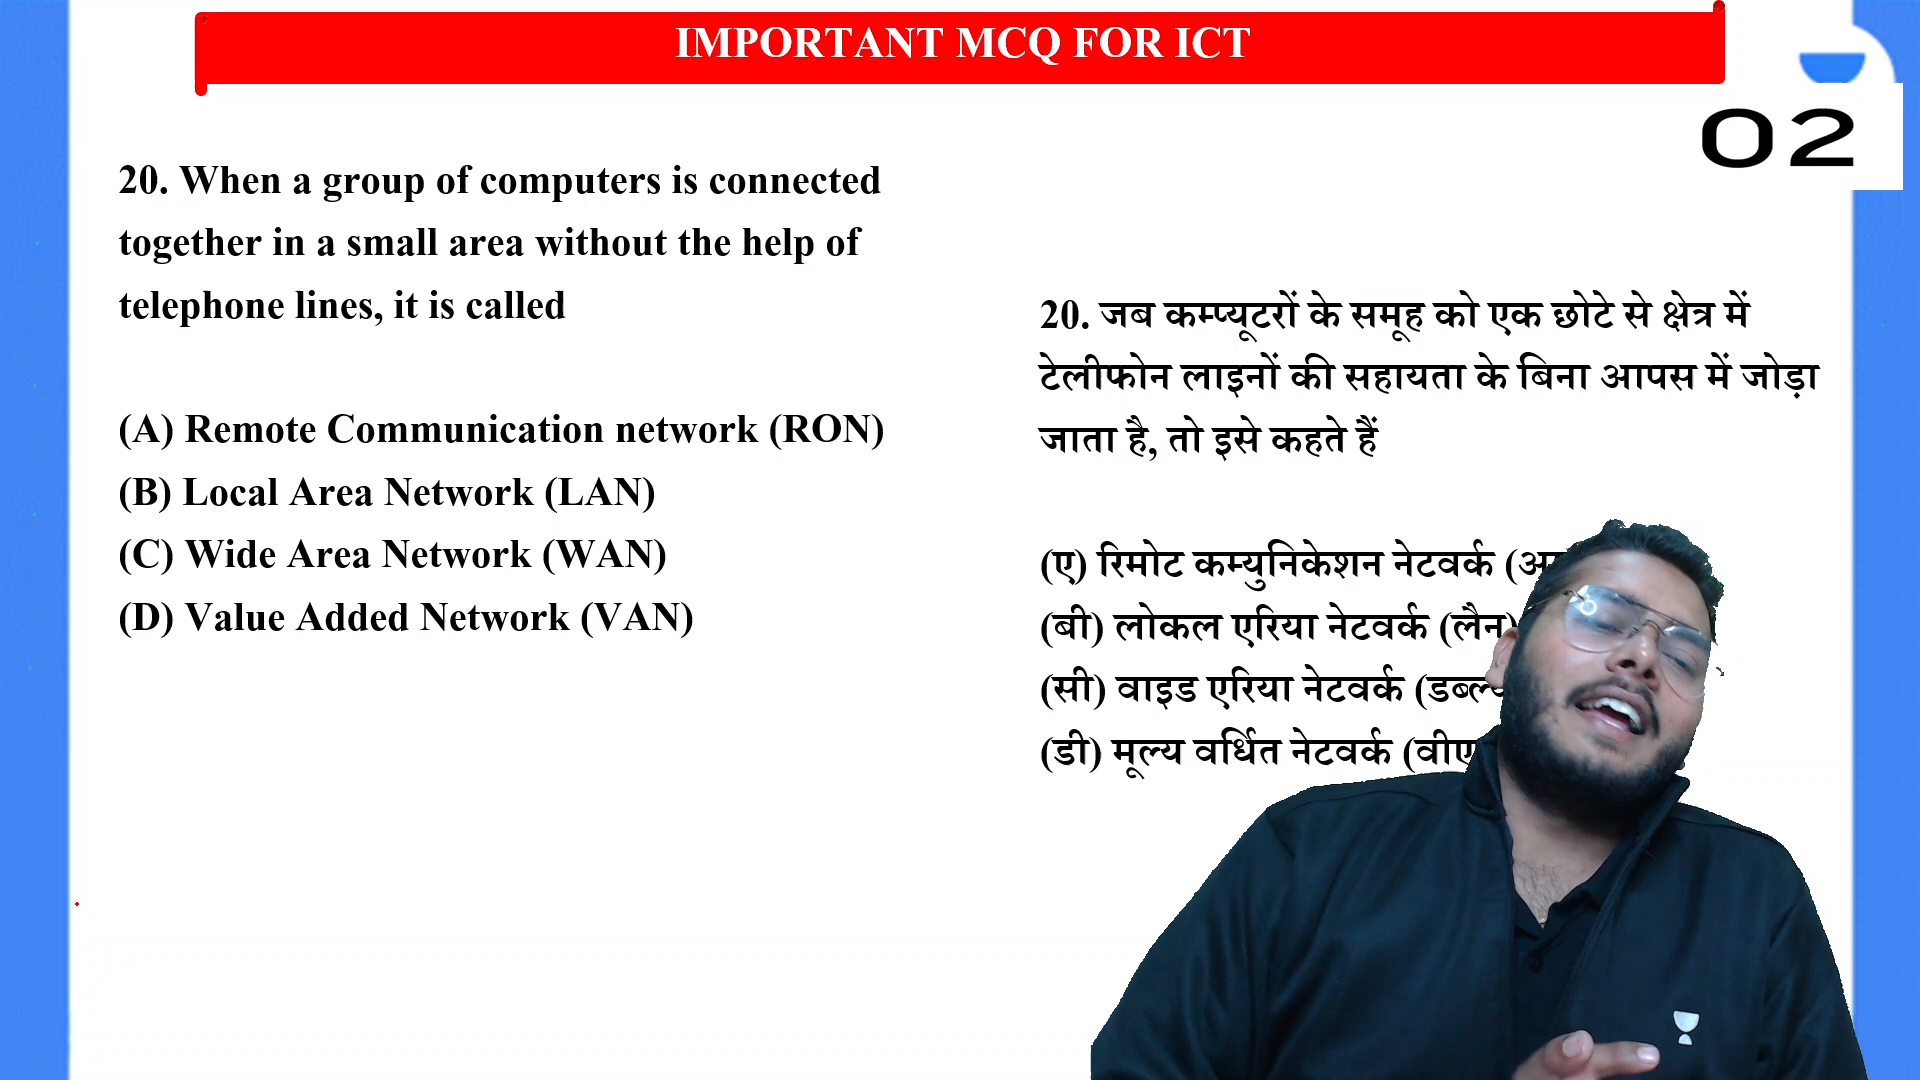 IMPORTANT MCQ FOR ICT
02
20. When a group of computers is connected
together in a small area without the help of
telephone lines, it is called
(A) Remote Communication network (RON)
(B) Local Area Network (LAN)
(C) Wide Area Network (WAN)
(D) Value Added Network (VAN)
20. जब कम्प्यूटरों के समूह को एक छोटे से क्षेत्र में
टेलीफोन लाइनों की सहायता के बिना आपस में जोड़ा
जाता है, तो इसे कहते हैं
(ए) रिमोट कम्युनिकेशन नेटवर्क
(बी) लोकल एरिया नेटवर्क (लैन)
(सी) वाइड एरिया नेटवर्क
(डी) मूल्य वर्धित नेटवर्क